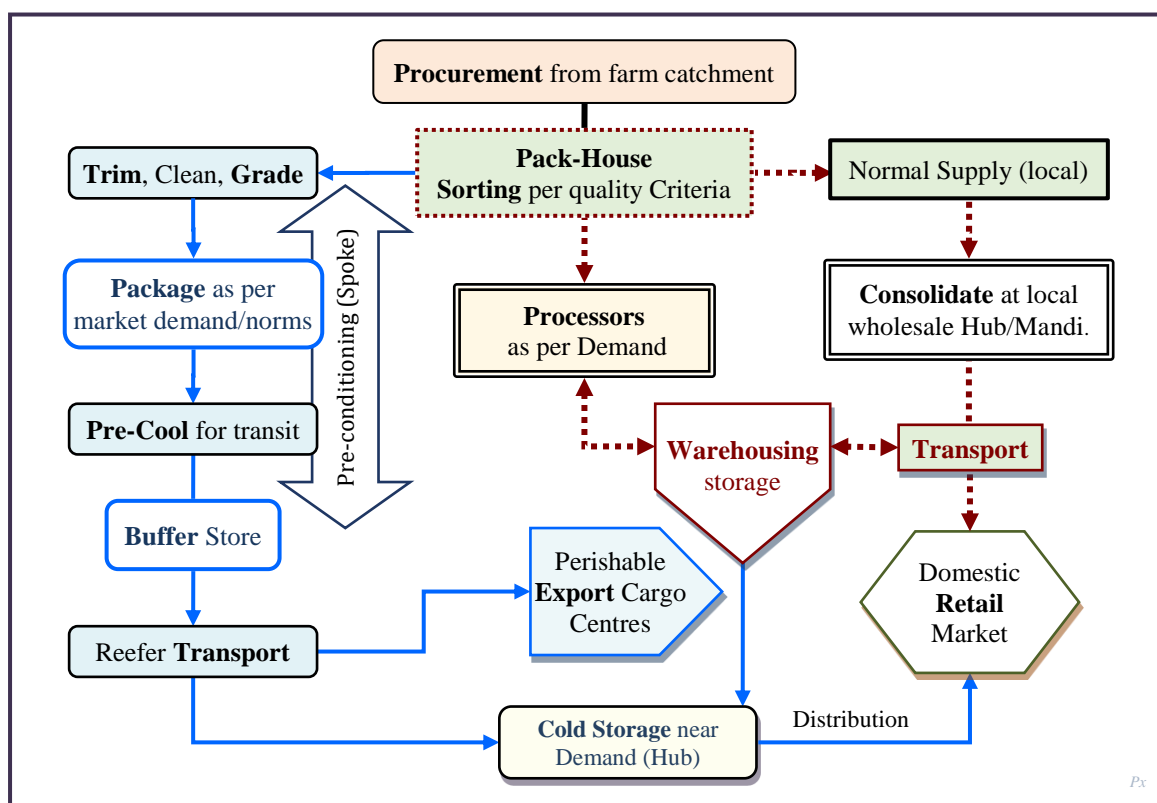 Procurement from farm catchment
Pack-House
Sorting per quality Criteria
Trim, Clean, Grade
Normal Supply (local)
Package as per
market demand/norms
Pre-conditioning (Spoke)
Processors
as per Demand
Consolidate at local
wholesale Hub/Mandi.
Pre-Cool for transit
Warehousing
storage
Transport
Buffer Store
Perishable
Export Cargo
Centres
Domestic
Retail
Market
Reefer Transport
Cold Storage near
Demand (Hub)
Distribution
Px